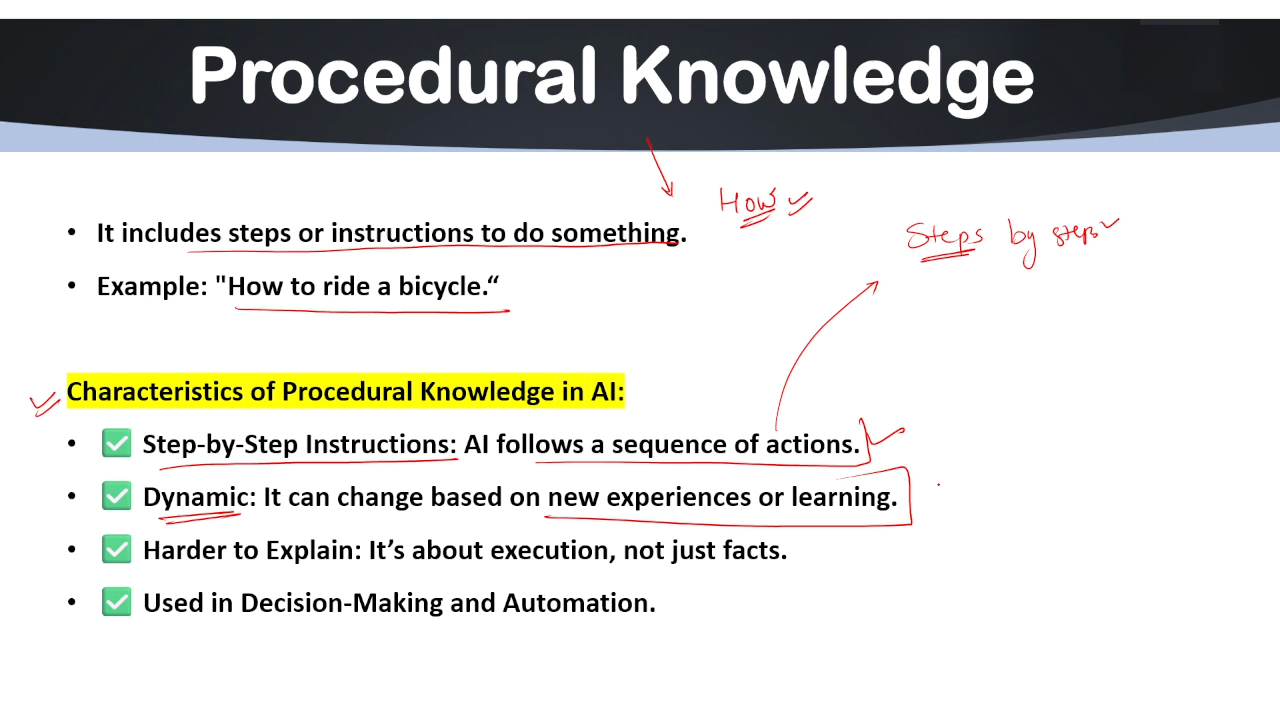 Procedural Knowledge
How
• It includes steps or instructions to do something.
Steps by steps
• Example: "How to ride a bicycle.“
Characteristics of Procedural Knowledge in AI:
• ✅ Step-by-Step Instructions: AI follows a sequence of actions.
• ✅ Dynamic: It can change based on new experiences or learning.
• ✅ Harder to Explain: It’s about execution, not just facts.
• ✅ Used in Decision-Making and Automation.